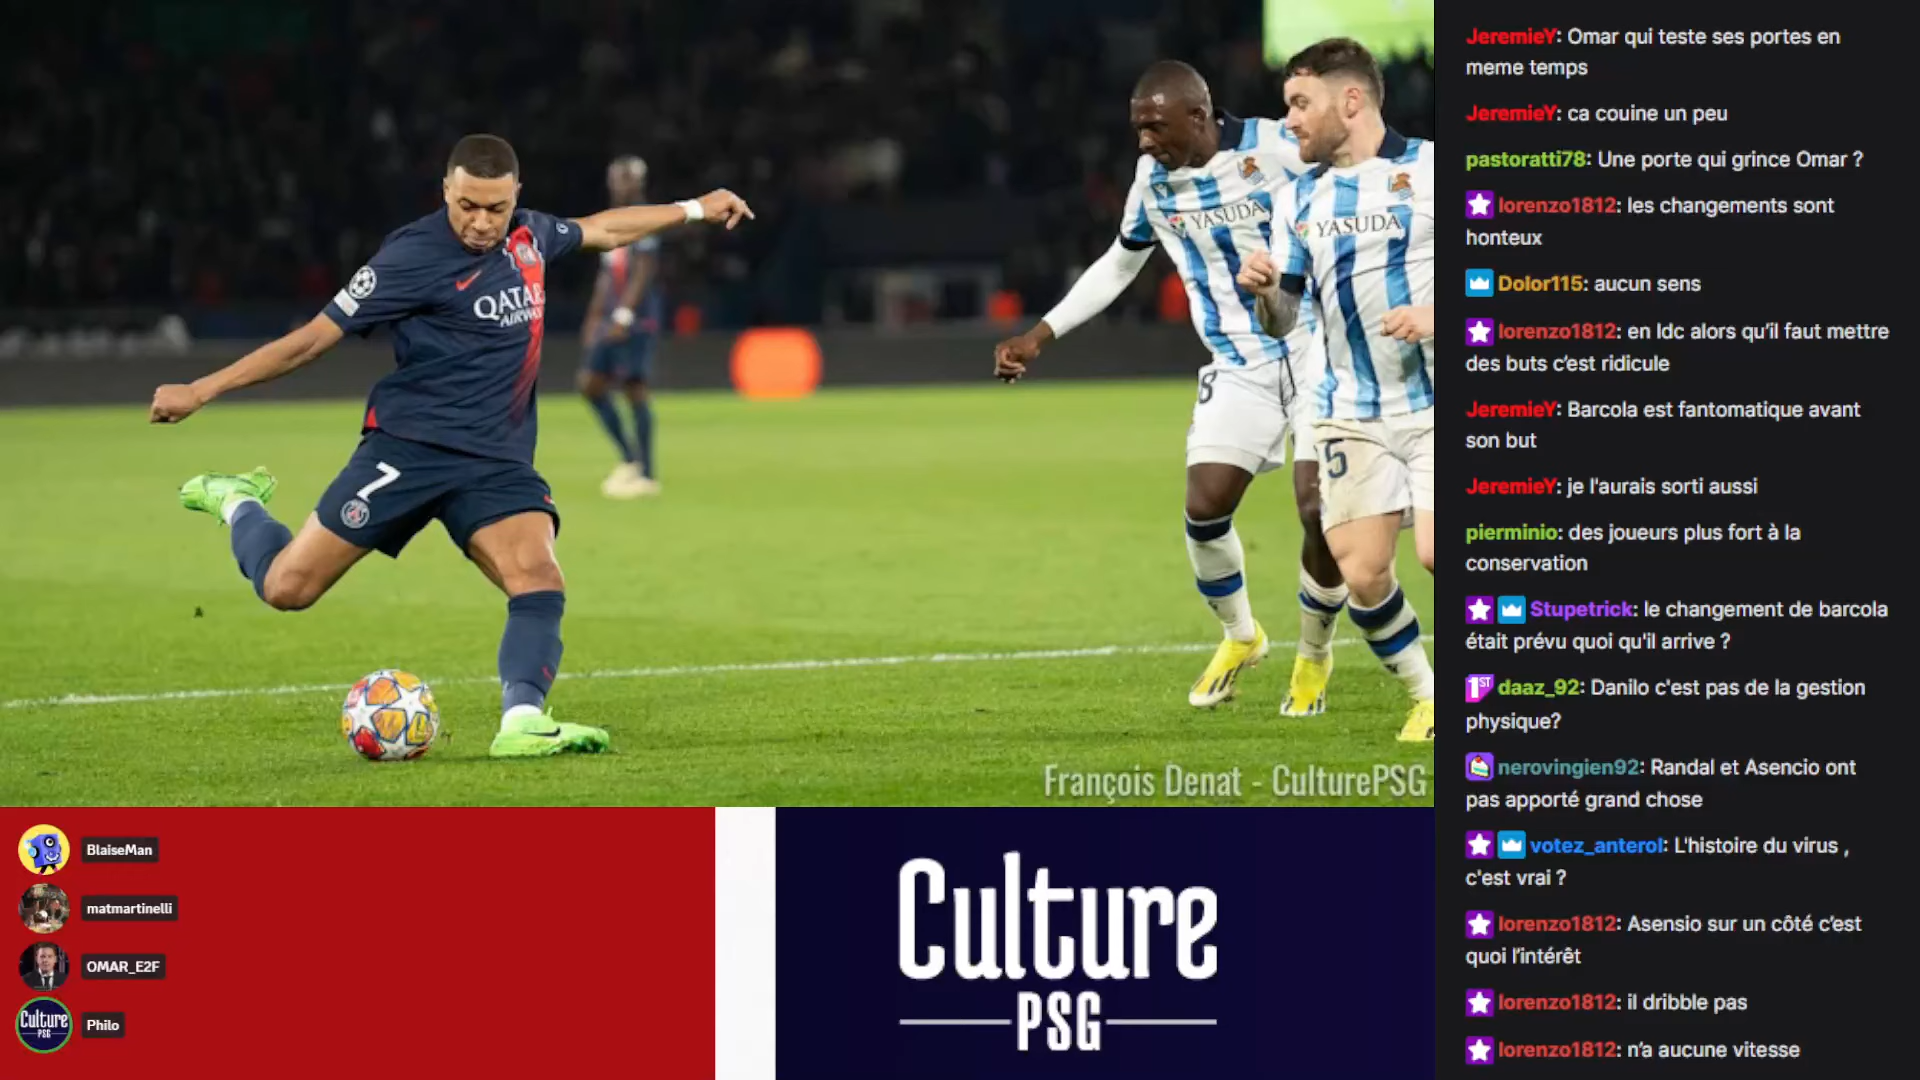 QATAR
AIRWAYS
7
YASUDA
YASUDA
8
5
François Denat - CulturePSG
BlaiseMan
matmartinelli
OMAR_E2F
Culture
PSG
Philo
Culture
PSG
JeremieY: Omar qui teste ses portes en
meme temps
JeremieY: ca couine un peu
pastoratti78: Une porte qui grince Omar ?
lorenzo1812: les changements sont
honteux
Dolor115: aucun sens
lorenzo1812: en ldc alors qu’il faut mettre
des buts c’est ridicule
JeremieY: Barcola est fantomatique avant
son but
JeremieY: je l'aurais sorti aussi
pierminio: des joueurs plus fort à la
conservation
Stupetrick: le changement de barcola
était prévu quoi qu'il arrive ?
1ST daaz_92: Danilo c'est pas de la gestion
physique?
nerovingien92: Randal et Asencio ont
pas apporté grand chose
votez_anterol: L'histoire du virus ,
c'est vrai ?
lorenzo1812: Asensio sur un côté c’est
quoi l’intérêt
lorenzo1812: il dribble pas
lorenzo1812: n’a aucune vitesse